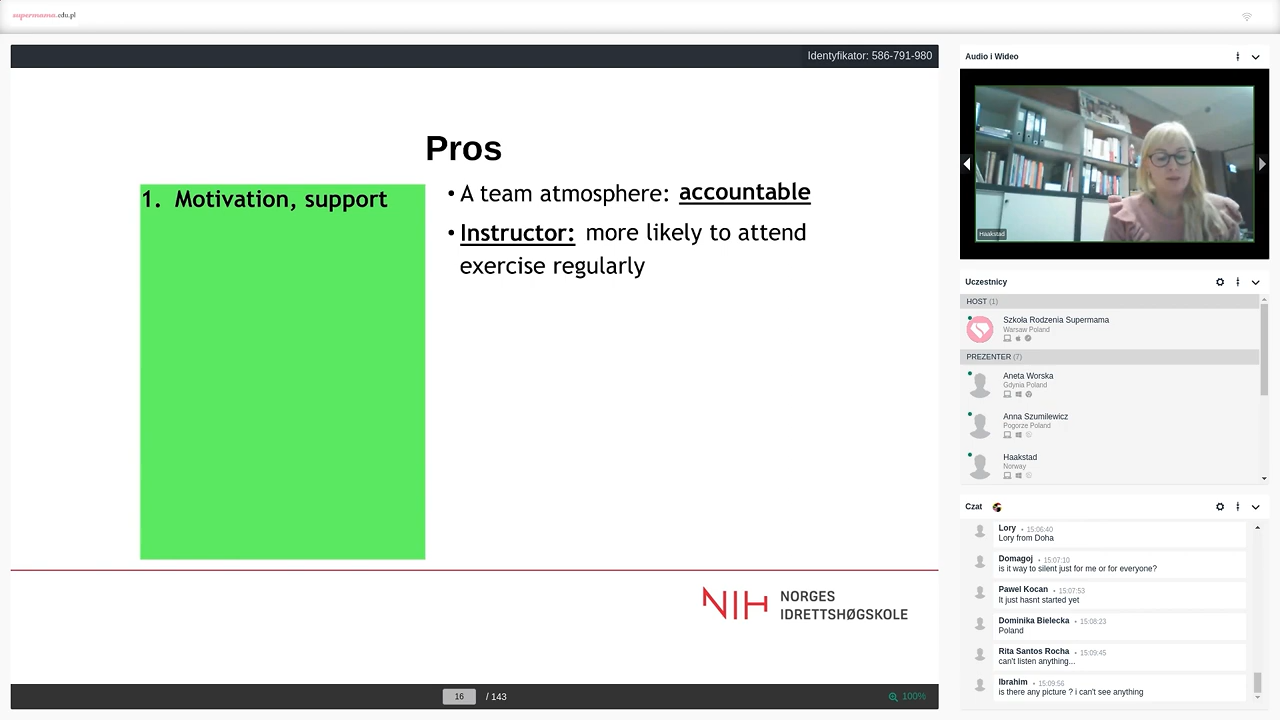 supermama.edu.pl
Identyfikator: 586-791-980
Pros
1. Motivation, support
• A team atmosphere: accountable
• Instructor: more likely to attend
exercise regularly
NIH NORGES
IDRETTSHØGSKOLE
16 / 143
100%
Audio i Wideo
Haakstad
Uczestnicy
HOST (1)
Szkoła Rodzenia Supermama
Warsaw Poland
PREZENTER (7)
Aneta Worska
Gdynia Poland
Anna Szumilewicz
Pogorze Poland
Haakstad
Norway
Czat
Lory • 15:06:40
Lory from Doha
Domagoj • 15:07:10
is it way to silent just for me or for everyone?
Pawel Kocan • 15:07:53
It just hasnt started yet
Dominika Bielecka • 15:08:23
Poland
Rita Santos Rocha • 15:09:45
can't listen anything...
Ibrahim • 15:09:56
is there any picture ? i can't see anything